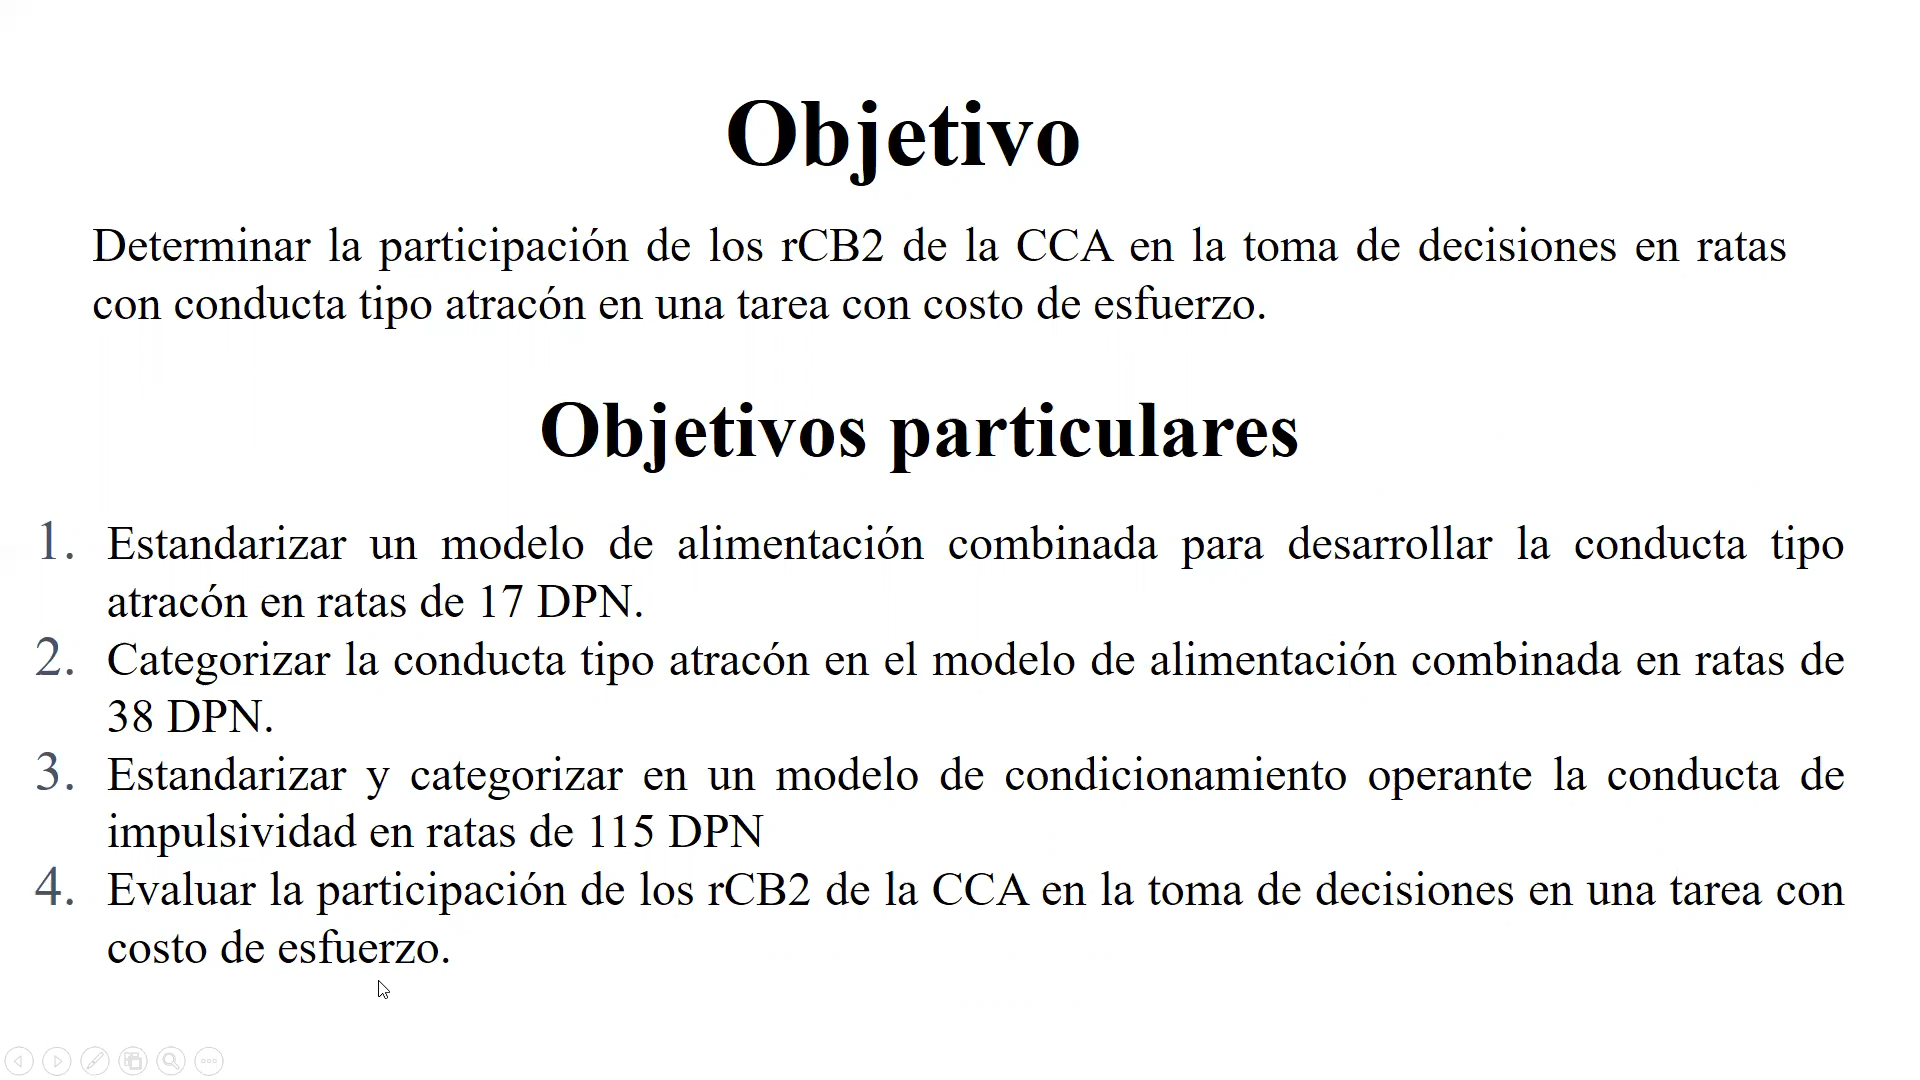 Objetivo
Determinar la participación de los rCB2 de la CCA en la toma de decisiones en ratas
con conducta tipo atracón en una tarea con costo de esfuerzo.
Objetivos particulares
1. Estandarizar un modelo de alimentación combinada para desarrollar la conducta tipo
atracón en ratas de 17 DPN.
2. Categorizar la conducta tipo atracón en el modelo de alimentación combinada en ratas de
38 DPN.
3. Estandarizar y categorizar en un modelo de condicionamiento operante la conducta de
impulsividad en ratas de 115 DPN
4. Evaluar la participación de los rCB2 de la CCA en la toma de decisiones en una tarea con
costo de esfuerzo.